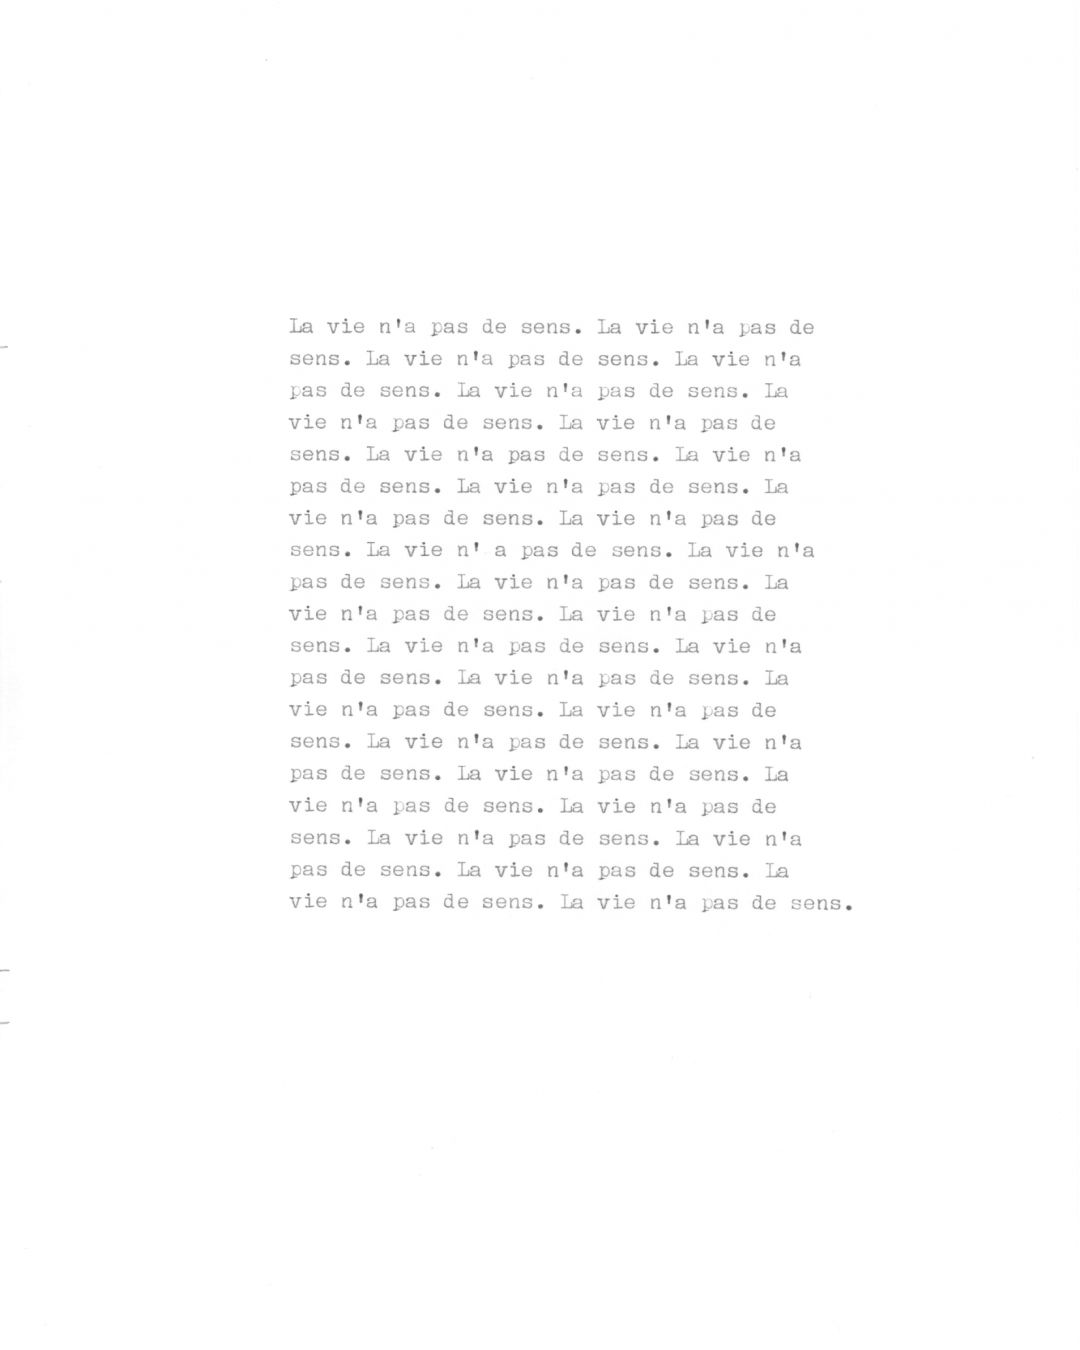 La vie n'a pas de sens. La vie n'a pas de
sens. La vie n'a pas de sens. La vie n'a
pas de sens. La vie n'a pas de sens. La
vie n'a pas de sens. La vie n'a pas de
sens. La vie n'a pas de sens. La vie n'a
pas de sens. La vie n'a pas de sens. La
vie n'a pas de sens. La vie n'a pas de
sens. La vie n' a pas de sens. La vie n'a
pas de sens. La vie n'a pas de sens. La
vie n'a pas de sens. La vie n'a pas de
sens. La vie n'a pas de sens. La vie n'a
pas de sens. La vie n'a pas de sens. La
vie n'a pas de sens. La vie n'a pas de
sens. La vie n'a pas de sens. La vie n'a
pas de sens. La vie n'a pas de sens. La
vie n'a pas de sens. La vie n'a pas de
sens. La vie n'a pas de sens. La vie n'a
pas de sens. La vie n'a pas de sens. La
vie n'a pas de sens. La vie n'a pas de sens.